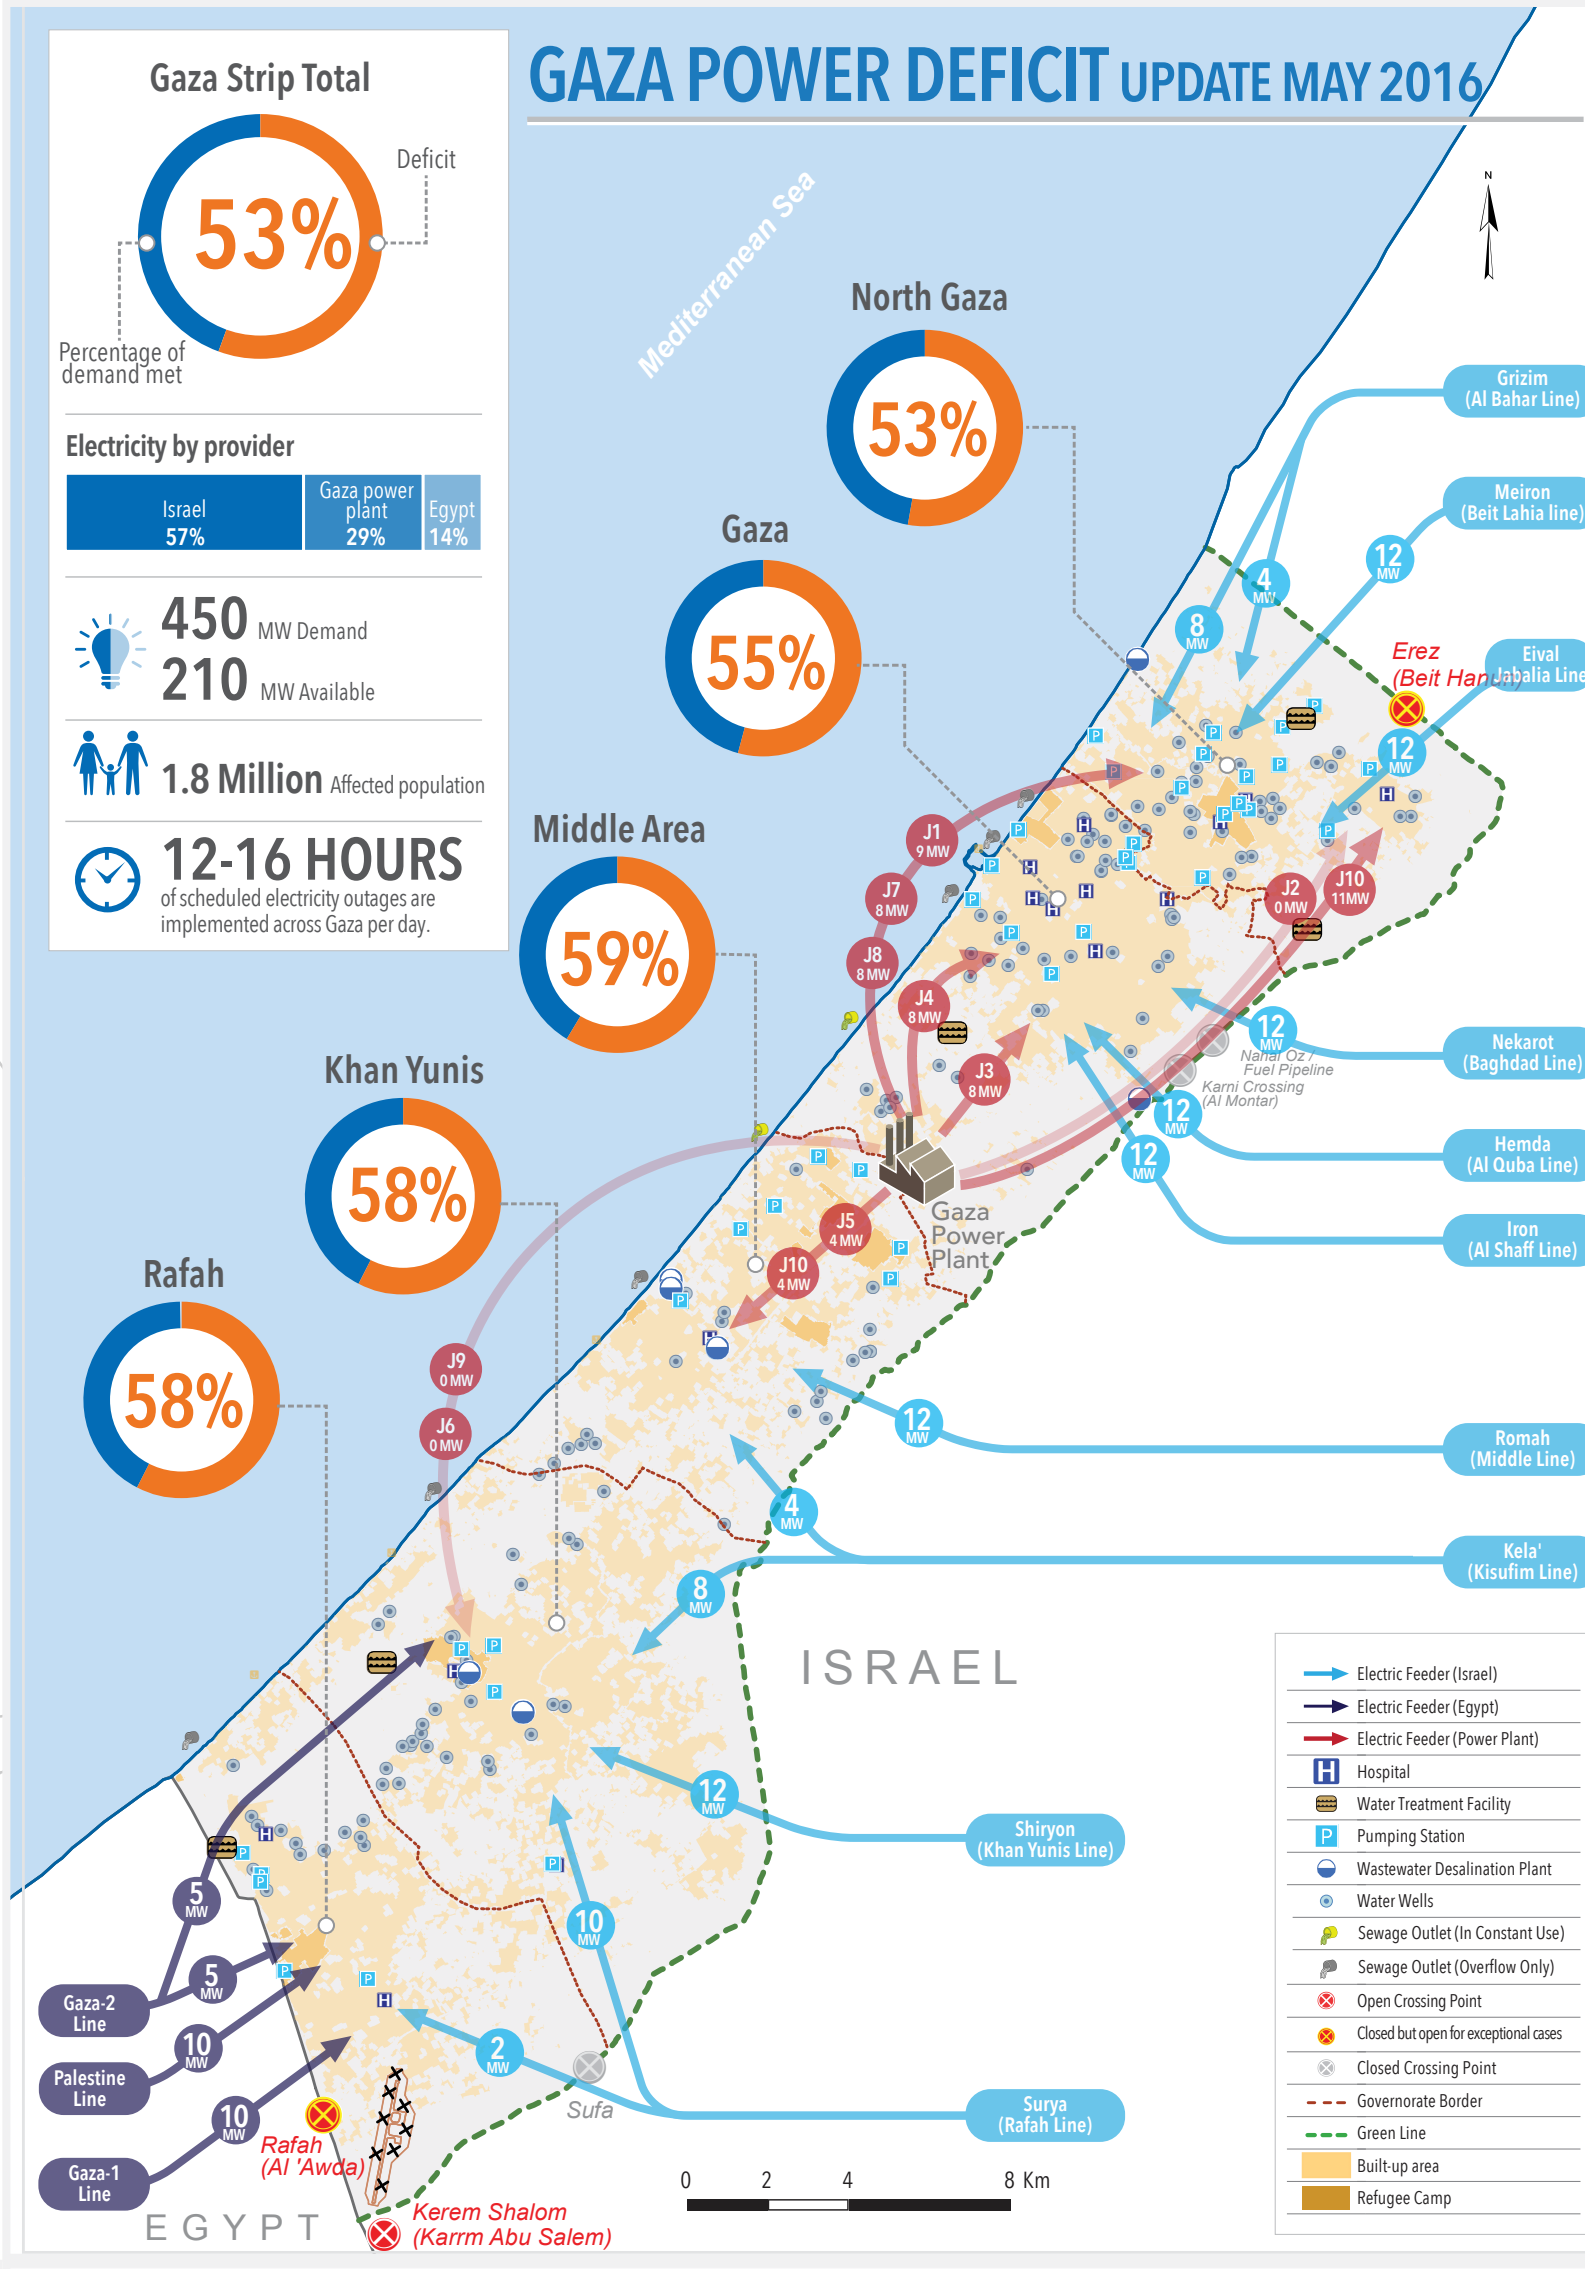 GAZA POWER DEFICIT UPDATE MAY 2016
Gaza Strip Total
53%
Deficit
Percentage of
demand met
Electricity by provider
Israel
57%
Gaza power
plant
29%
Egypt
14%
450 MW Demand
210 MW Available
1.8 Million Affected population
12-16 HOURS
of scheduled electricity outages are
implemented across Gaza per day.
Mediterranean Sea
N
North Gaza
53%
Gaza
55%
Middle Area
59%
Khan Yunis
58%
Rafah
58%
Grizim
(Al Bahar Line)
Meiron
(Beit Lahia line)
Eival
Jabalia Line
Erez
(Beit Hanun)
4
MW
8
MW
12
MW
12
MW
J1
9 MW
J7
8 MW
J8
8 MW
J4
8 MW
J3
8 MW
J2
0 MW
J10
11MW
12
MW
Nekarot
(Baghdad Line)
Nahal Oz /
Fuel Pipeline
Karni Crossing
(Al Montar)
12
MW
Hemda
(Al Quba Line)
12
MW
Iron
(Al Shaff Line)
Gaza
Power
Plant
J5
4 MW
J10
4 MW
J9
0 MW
J6
0 MW
12
MW
Romah
(Middle Line)
4
MW
Kela'
(Kisufim Line)
8
MW
ISRAEL
12
MW
Shiryon
(Khan Yunis Line)
10
MW
2
MW
Surya
(Rafah Line)
Sufa
5
MW
5
MW
Gaza-2
Line
10
MW
Palestine
Line
10
MW
Gaza-1
Line
Rafah
(Al 'Awda)
EGYPT
Kerem Shalom
(Karrm Abu Salem)
0 2 4 8 Km
Electric Feeder (Israel)
Electric Feeder (Egypt)
Electric Feeder (Power Plant)
H Hospital
Water Treatment Facility
P Pumping Station
Wastewater Desalination Plant
Water Wells
Sewage Outlet (In Constant Use)
Sewage Outlet (Overflow Only)
Open Crossing Point
Closed but open for exceptional cases
Closed Crossing Point
Governorate Border
Green Line
Built-up area
Refugee Camp